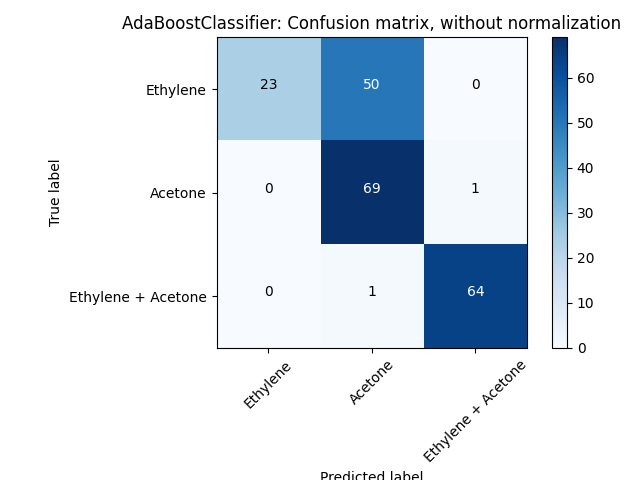 AdaBoostClassifier: Confusion matrix, without normalization
True label
Ethylene
23 50 0
Acetone
0 69 1
Ethylene + Acetone
0 1 64
Ethylene
Acetone
Ethylene + Acetone
Predicted label
60
50
40
30
20
10
0